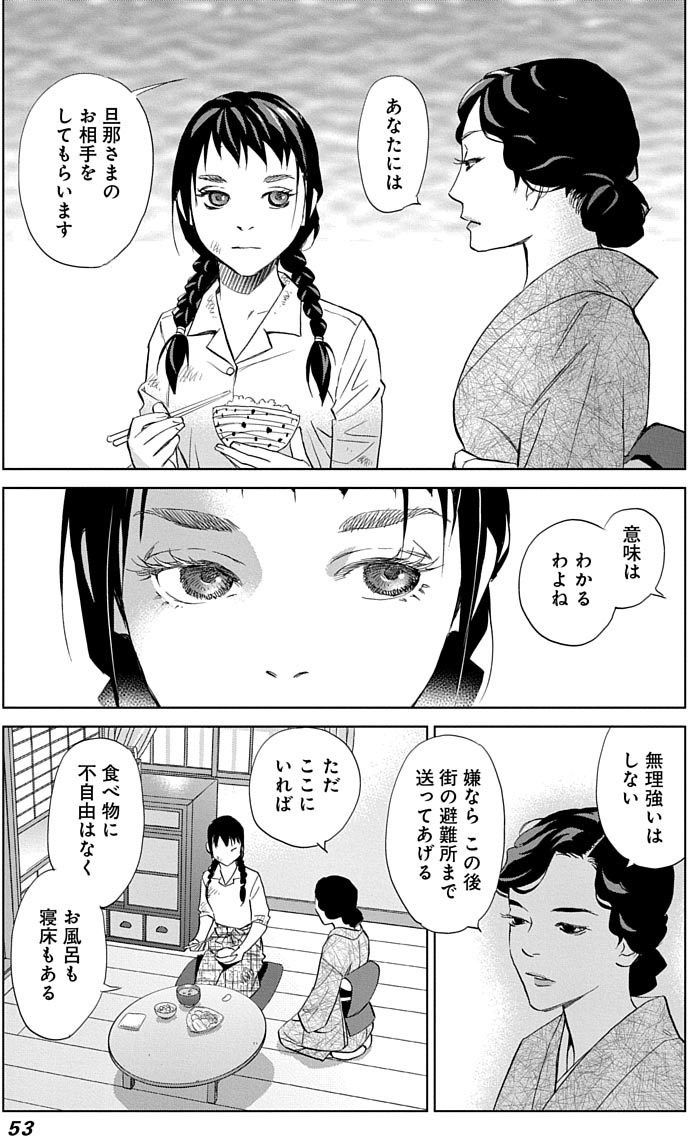 あなたには
旦那さまの
お相手を
してもらいます
意味は
わかる
わよね
無理強いは
しない
嫌なら この後
街の避難所まで
送ってあげる
ただ
ここに
いれば
食べ物に
不自由はなく
お風呂も
寝床もある
53